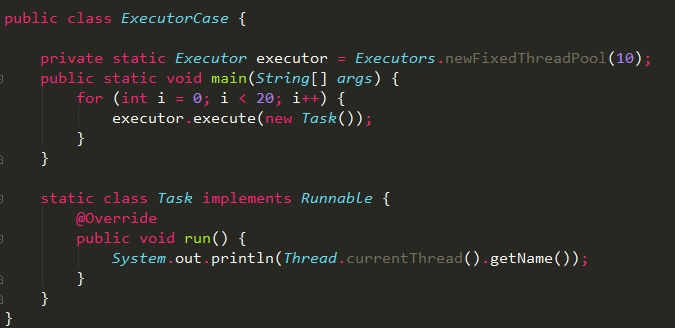 public class ExecutorCase {
    private static Executor executor = Executors.newFixedThreadPool(10);
    public static void main(String[] args) {
        for (int i = 0; i < 20; i++) {
            executor.execute(new Task());
        }
    }
    static class Task implements Runnable {
        @Override
        public void run() {
            System.out.println(Thread.currentThread().getName());
        }
    }
}